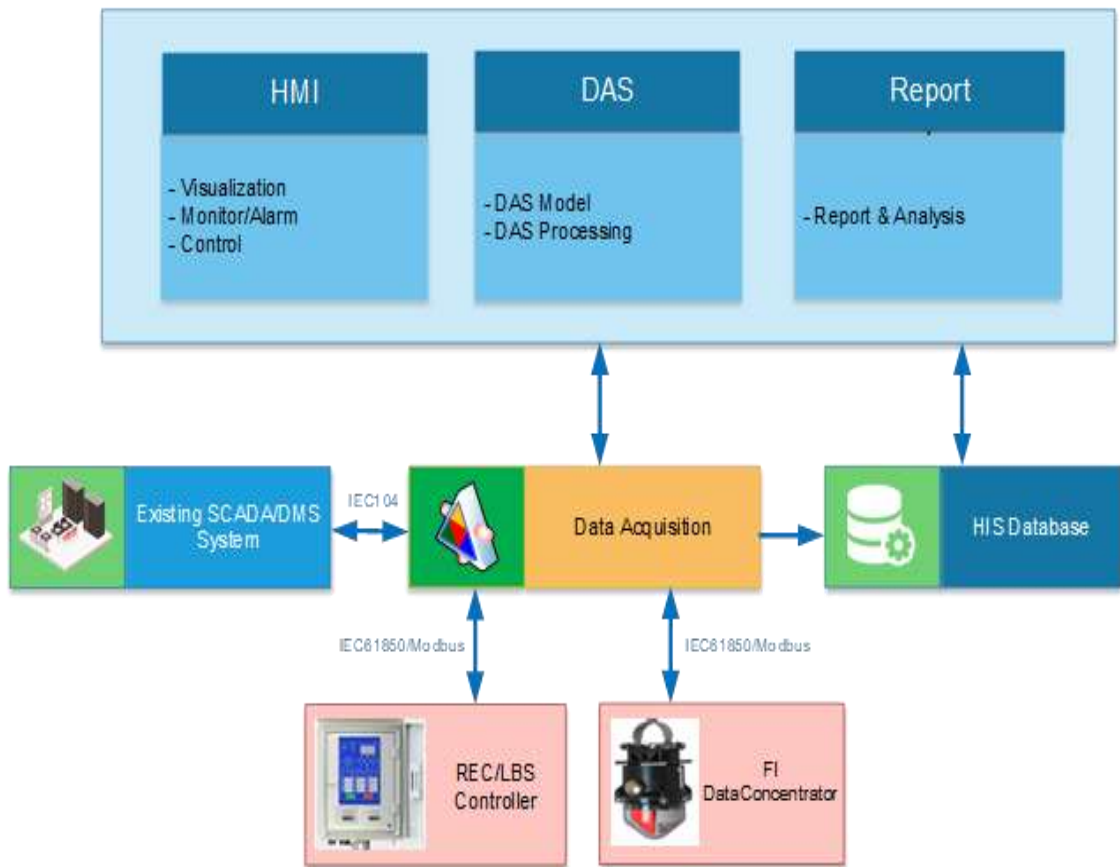 HMI
DAS
Report
- Visualization
- Monitor/Alarm
- Control
- DAS Model
- DAS Processing
- Report & Analysis
Existing SCADA/DMS
System
IEC104
Data Acquisition
HIS Database
IEC61850/Modbus
IEC61850/Modbus
REC/LBS
Controller
FI
DataConcentrator